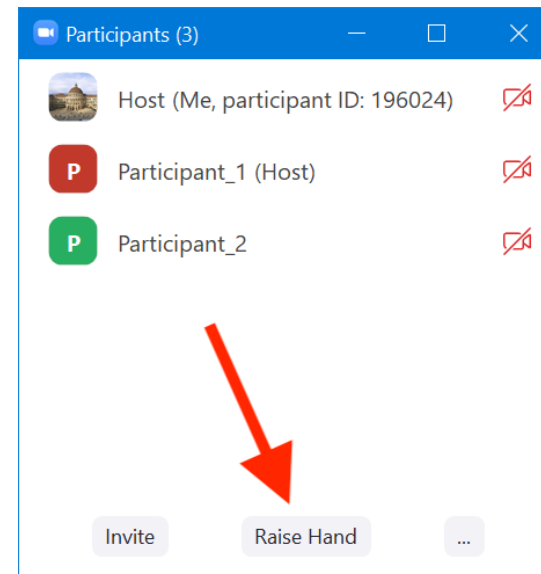 Participants (3)
Host (Me, participant ID: 196024)
P
Participant_1 (Host)
P
Participant_2
Invite Raise Hand ...